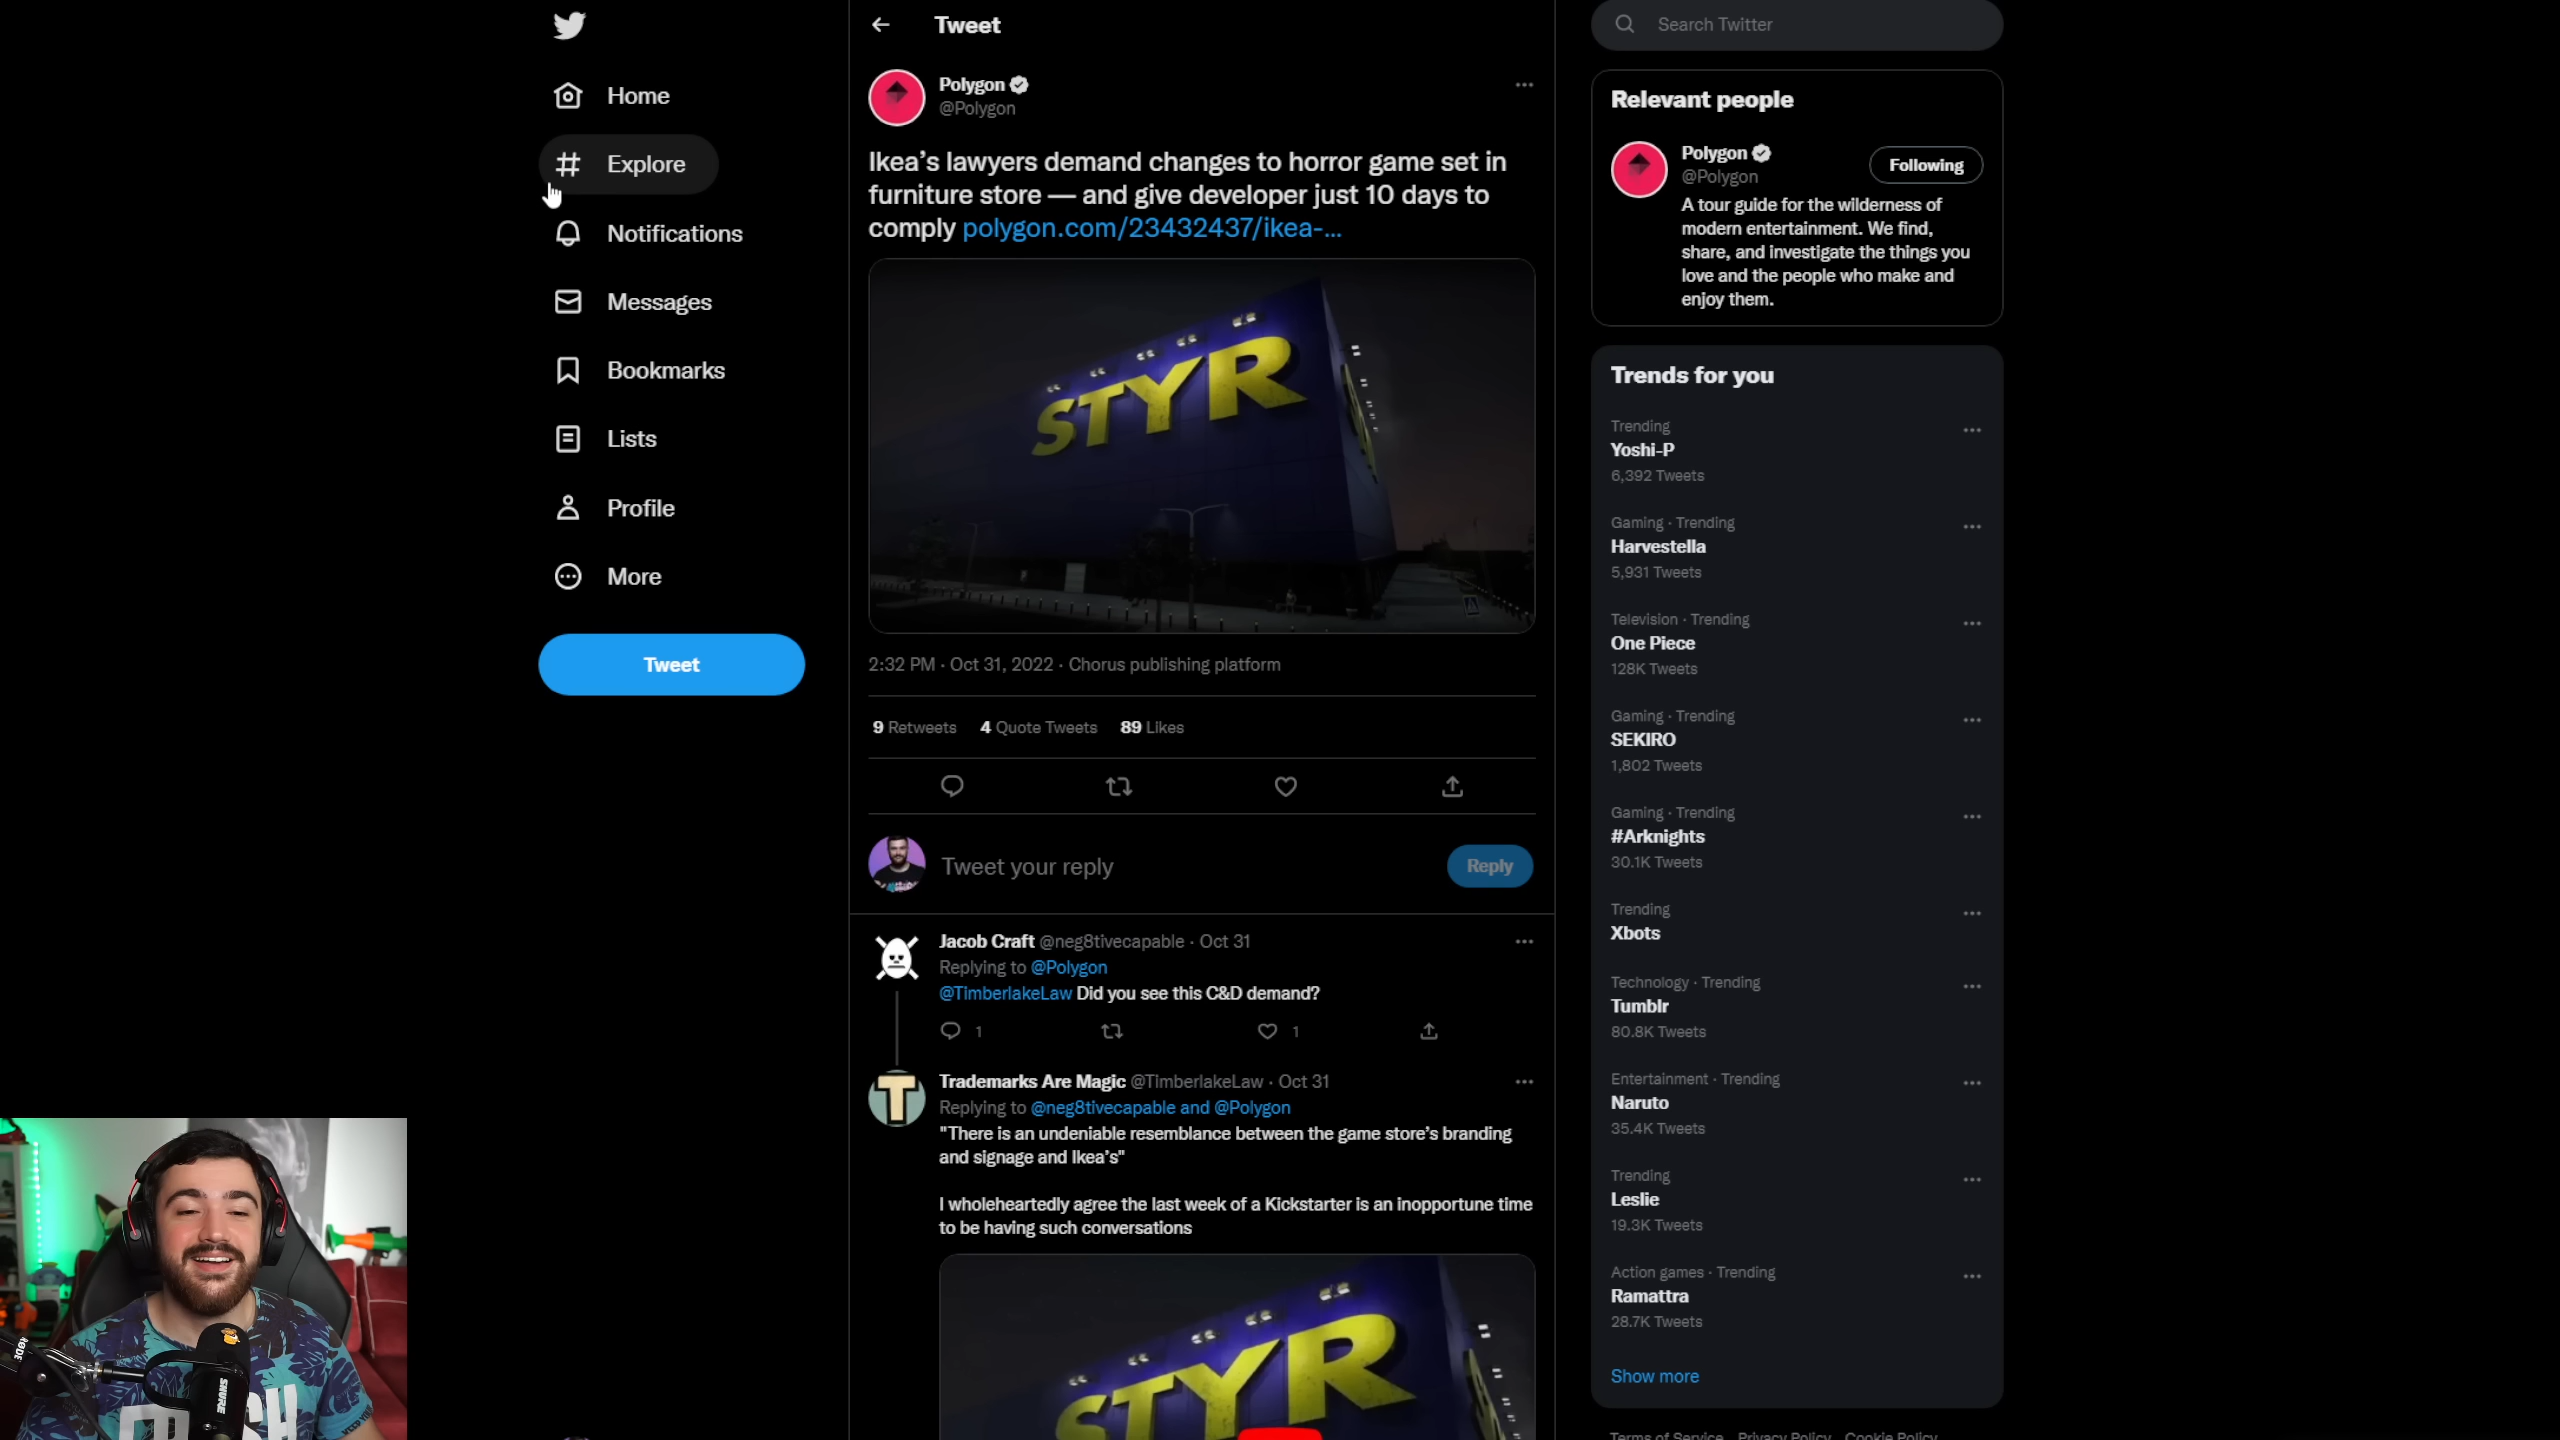 Home
Explore
Notifications
Messages
Bookmarks
Lists
Profile
More
Tweet
Tweet
Polygon
@Polygon
Ikea’s lawyers demand changes to horror game set in
furniture store — and give developer just 10 days to
comply polygon.com/23432437/ikea-...
STYR
2:32 PM · Oct 31, 2022 · Chorus publishing platform
9 Retweets 4 Quote Tweets 89 Likes
Tweet your reply
Reply
Jacob Craft @neg8tivecapable · Oct 31
Replying to @Polygon
@TimberlakeLaw Did you see this C&D demand?
1 1
Trademarks Are Magic @TimberlakeLaw · Oct 31
Replying to @neg8tivecapable and @Polygon
"There is an undeniable resemblance between the game store’s branding
and signage and Ikea’s"
I wholeheartedly agree the last week of a Kickstarter is an inopportune time
to be having such conversations
STYR
Search Twitter
Relevant people
Polygon
@Polygon
Following
A tour guide for the wilderness of
modern entertainment. We find,
share, and investigate the things you
love and the people who make and
enjoy them.
Trends for you
Trending
Yoshi-P
6,392 Tweets
Gaming · Trending
Harvestella
5,931 Tweets
Television · Trending
One Piece
128K Tweets
Gaming · Trending
SEKIRO
1,802 Tweets
Gaming · Trending
#Arknights
30.1K Tweets
Trending
Xbots
Technology · Trending
Tumblr
80.8K Tweets
Entertainment · Trending
Naruto
35.4K Tweets
Trending
Leslie
19.3K Tweets
Action games · Trending
Ramattra
28.7K Tweets
Show more
Terms of Service Privacy Policy Cookie Policy
RØDE
SHURE